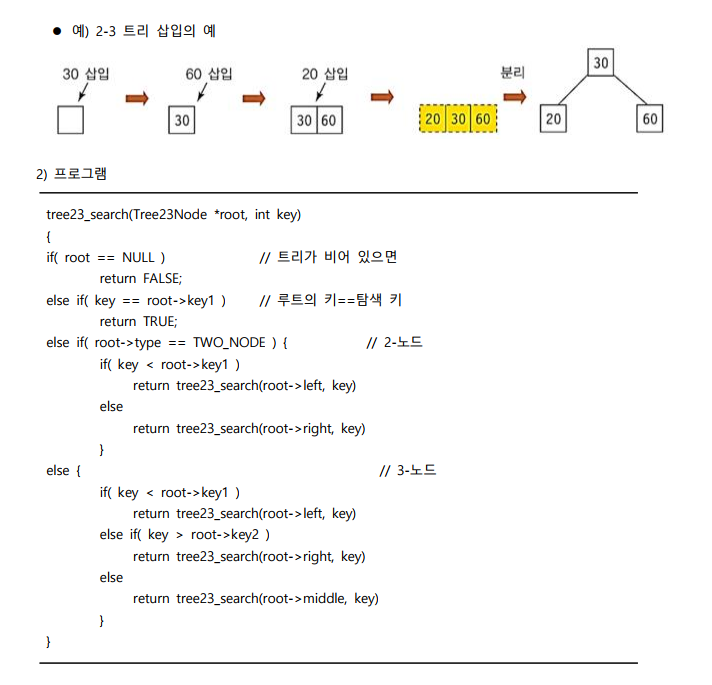 ● 예) 2-3 트리 삽입의 예
30 삽입
60 삽입
20 삽입
분리
30
30 60
20 30 60
30
20
60
2) 프로그램
tree23_search(Tree23Node *root, int key)
{
if( root == NULL ) // 트리가 비어 있으면
return FALSE;
else if( key == root->key1 ) // 루트의 키==탐색 키
return TRUE;
else if( root->type == TWO_NODE ) { // 2-노드
if( key < root->key1 )
return tree23_search(root->left, key)
else
return tree23_search(root->right, key)
}
else { // 3-노드
if( key < root->key1 )
return tree23_search(root->left, key)
else if( key > root->key2 )
return tree23_search(root->right, key)
else
return tree23_search(root->middle, key)
}
}